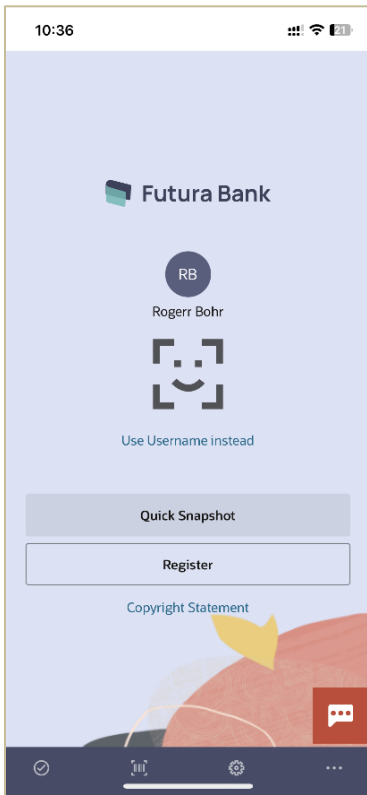 10:36
21
Futura Bank
RB
Rogerr Bohr
Use Username instead
Quick Snapshot
Register
Copyright Statement